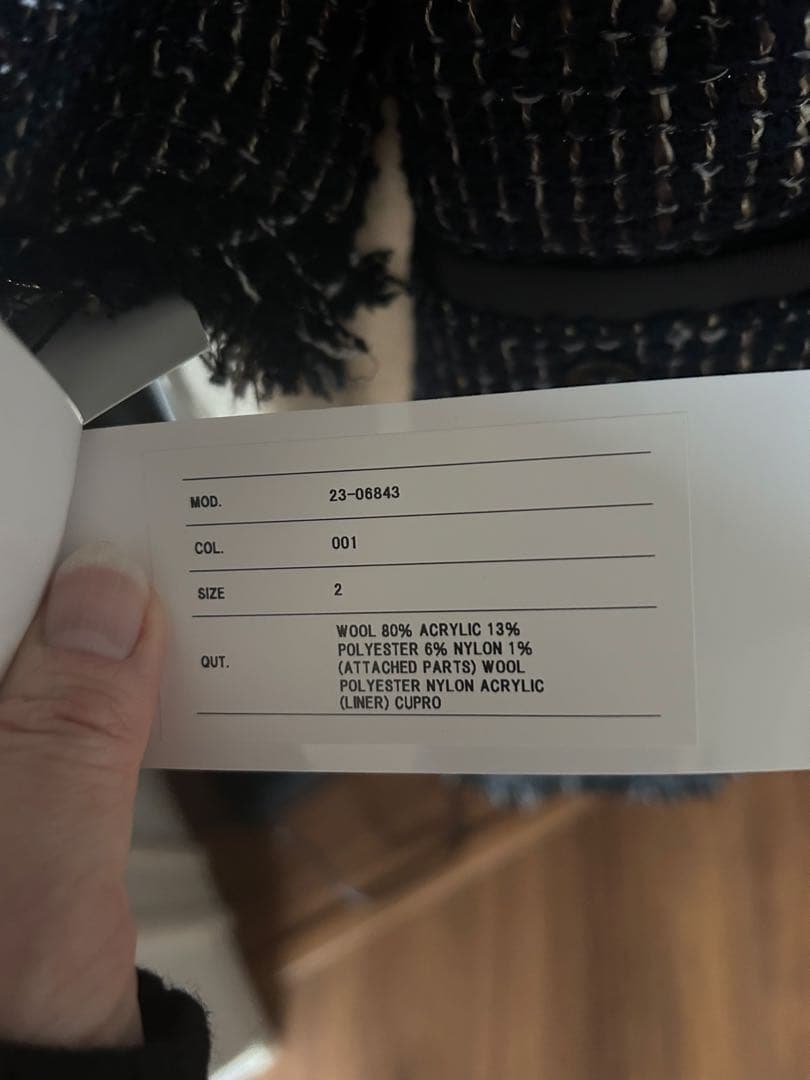 MOD. 23-06843
COL. 001
SIZE 2
QUT. WOOL 80% ACRYLIC 13%
POLYESTER 6% NYLON 1%
(ATTACHED PARTS) WOOL
POLYESTER NYLON ACRYLIC
(LINER) CUPRO